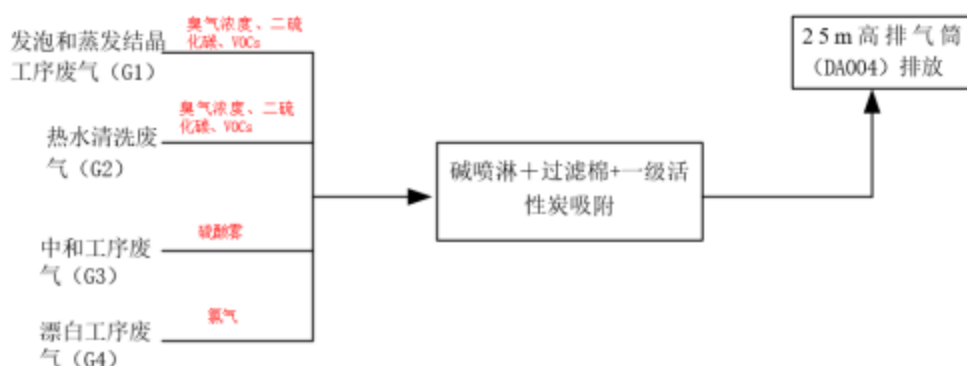 发泡和蒸发结晶
工序废气（G1）
臭气浓度、二硫
化碳、VOCs
热水清洗废
气（G2）
臭气浓度、二硫
化碳、VOCs
中和工序废
气（G3）
硫酸雾
漂白工序废
气（G4）
氯气
碱喷淋＋过滤棉+一级活
性炭吸附
25m高排气筒
（DA004）排放